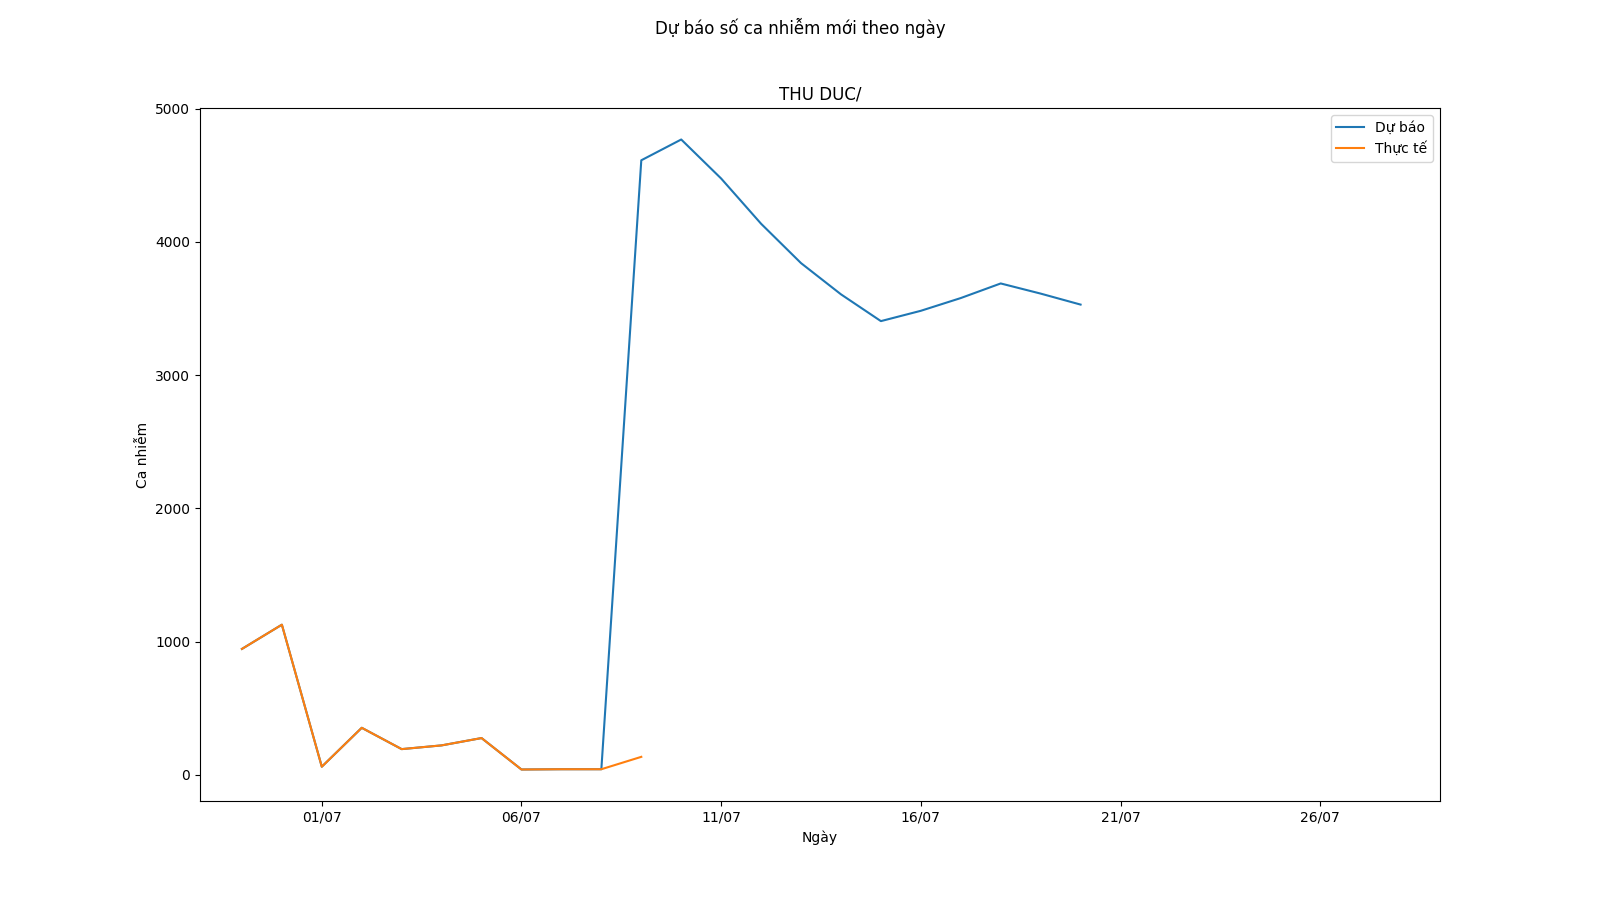 Dự báo số ca nhiễm mới theo ngày
THU DUC/
Dự báo
Thực tế
5000
4000
3000
2000
1000
0
Ca nhiễm
01/07
06/07
11/07
16/07
21/07
26/07
Ngày